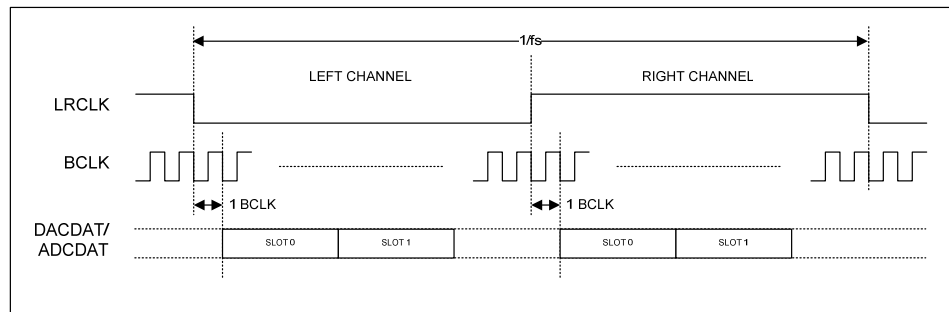 1/fs
LEFT CHANNEL RIGHT CHANNEL
LRCLK
BCLK
1 BCLK 1 BCLK
DACDAT/
ADCDAT
SLOT 0 SLOT 1 SLOT 0 SLOT 1